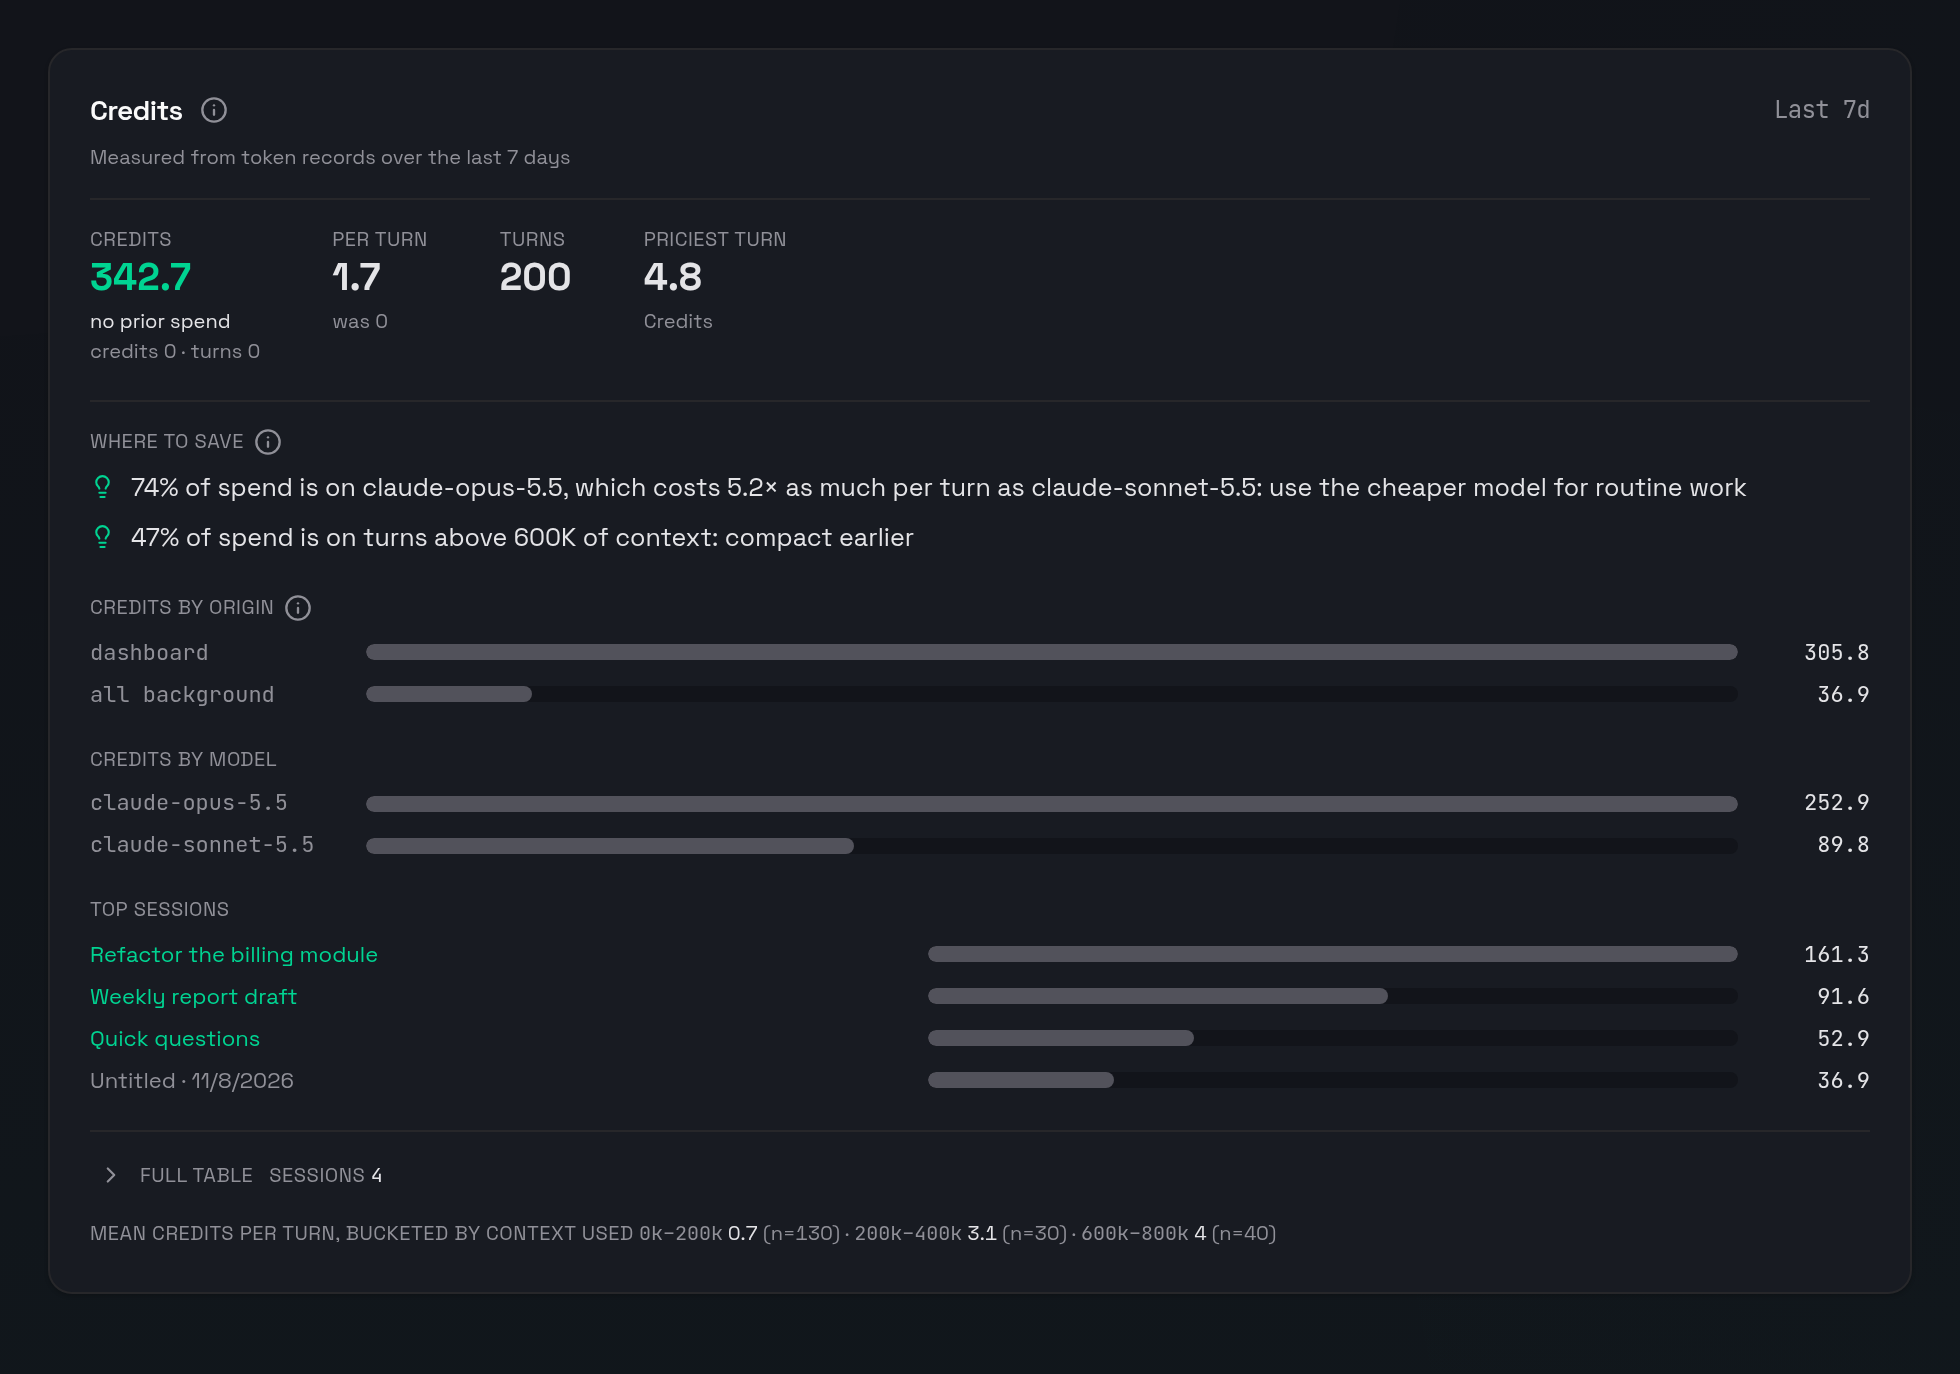 Credits
Last 7d
Measured from token records over the last 7 days
CREDITS
342.7
no prior spend
credits 0 · turns 0
PER TURN
1.7
was 0
TURNS
200
PRICIEST TURN
4.8
Credits
WHERE TO SAVE
74% of spend is on claude-opus-5.5, which costs 5.2× as much per turn as claude-sonnet-5.5: use the cheaper model for routine work
47% of spend is on turns above 600K of context: compact earlier
CREDITS BY ORIGIN
dashboard 305.8
all background 36.9
CREDITS BY MODEL
claude-opus-5.5 252.9
claude-sonnet-5.5 89.8
TOP SESSIONS
Refactor the billing module 161.3
Weekly report draft 91.6
Quick questions 52.9
Untitled · 11/8/2026 36.9
FULL TABLE SESSIONS 4
MEAN CREDITS PER TURN, BUCKETED BY CONTEXT USED 0k–200k 0.7 (n=130) · 200k–400k 3.1 (n=30) · 600k–800k 4 (n=40)